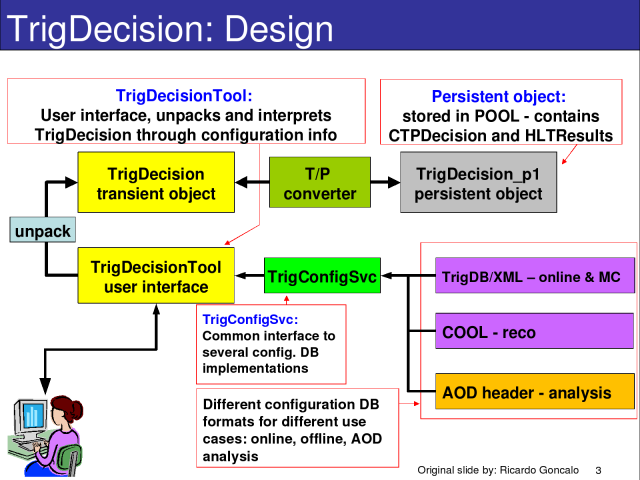 TrigDecision: Design
TrigDecisionTool:
User interface, unpacks and interprets
TrigDecision through configuration info
Persistent object:
stored in POOL - contains
CTPDecision and HLTResults
TrigDecision
transient object
T/P
converter
TrigDecision_p1
persistent object
unpack
TrigDecisionTool
user interface
TrigConfigSvc
TrigDB/XML – online & MC
COOL - reco
AOD header - analysis
TrigConfigSvc:
Common interface to
several config. DB
implementations
Different configuration DB
formats for different use
cases: online, offline, AOD
analysis
Original slide by: Ricardo Goncalo
3